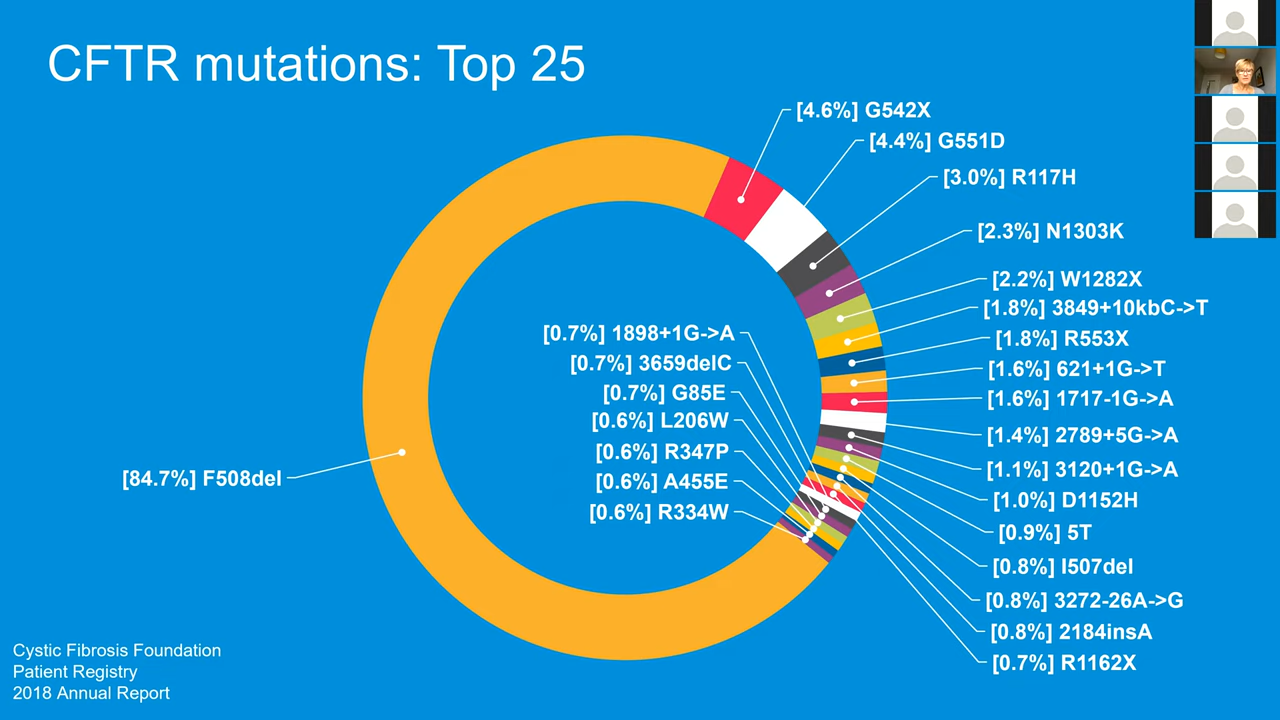 CFTR mutations: Top 25
[4.6%] G542X
[4.4%] G551D
[3.0%] R117H
[2.3%] N1303K
[2.2%] W1282X
[1.8%] 3849+10kbC->T
[1.8%] R553X
[1.6%] 621+1G->T
[1.6%] 1717-1G->A
[1.4%] 2789+5G->A
[1.1%] 3120+1G->A
[1.0%] D1152H
[0.9%] 5T
[0.8%] I507del
[0.8%] 3272-26A->G
[0.8%] 2184insA
[0.7%] R1162X
[0.7%] 1898+1G->A
[0.7%] 3659delC
[0.7%] G85E
[0.6%] L206W
[0.6%] R347P
[0.6%] A455E
[0.6%] R334W
[84.7%] F508del
Cystic Fibrosis Foundation
Patient Registry
2018 Annual Report